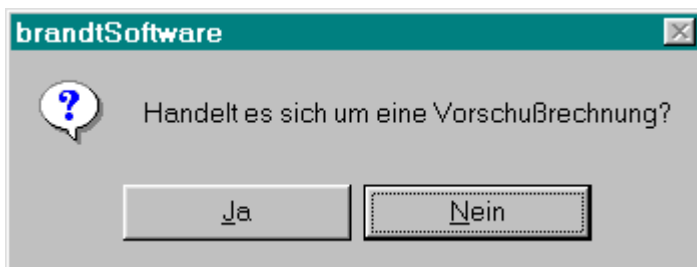 brandtSoftware
Handelt es sich um eine Vorschußrechnung?
Ja
Nein